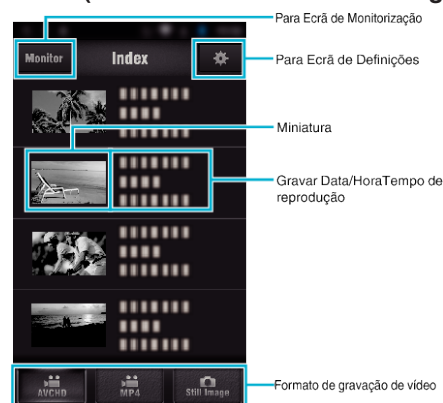 Para Ecrã de Monitorização
Monitor
Index
Para Ecrã de Definições
Miniatura
Gravar Data/HoraTempo de
reprodução
AVCHD
MP4
Still Image
Formato de gravação de vídeo